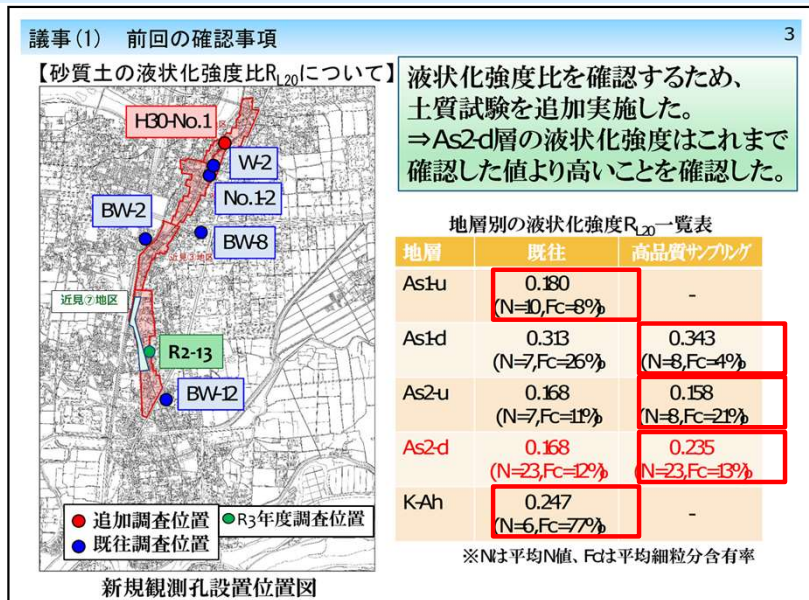 議事(1) 前回の確認事項
3
【砂質土の液状化強度比RL20について】
H30-No.1
W-2
No.1-2
BW-2
BW-8
近見⑦地区
R2-13
BW-12
●追加調査位置
●R3年度調査位置
●既往調査位置
新規観測孔設置位置図
液状化強度比を確認するため、
土質試験を追加実施した。
⇒As2-d層の液状化強度はこれまで
確認した値より高いことを確認した。
地層別の液状化強度RL20一覧表
地層 既往 高品質サンプリング
As1-u 0.180 -
(N=10,Fc=8%)
As1-d 0.313 0.343
(N=7,Fc=26%) (N=8,Fc=4%)
As2-u 0.168 0.158
(N=7,Fc=11%) (N=8,Fc=21%)
As2-d 0.168 0.235
(N=23,Fc=12%) (N=23,Fc=13%)
K-Ah 0.247 -
(N=6,Fc=77%)
※Nは平均N値、Fcは平均細粒分含有率